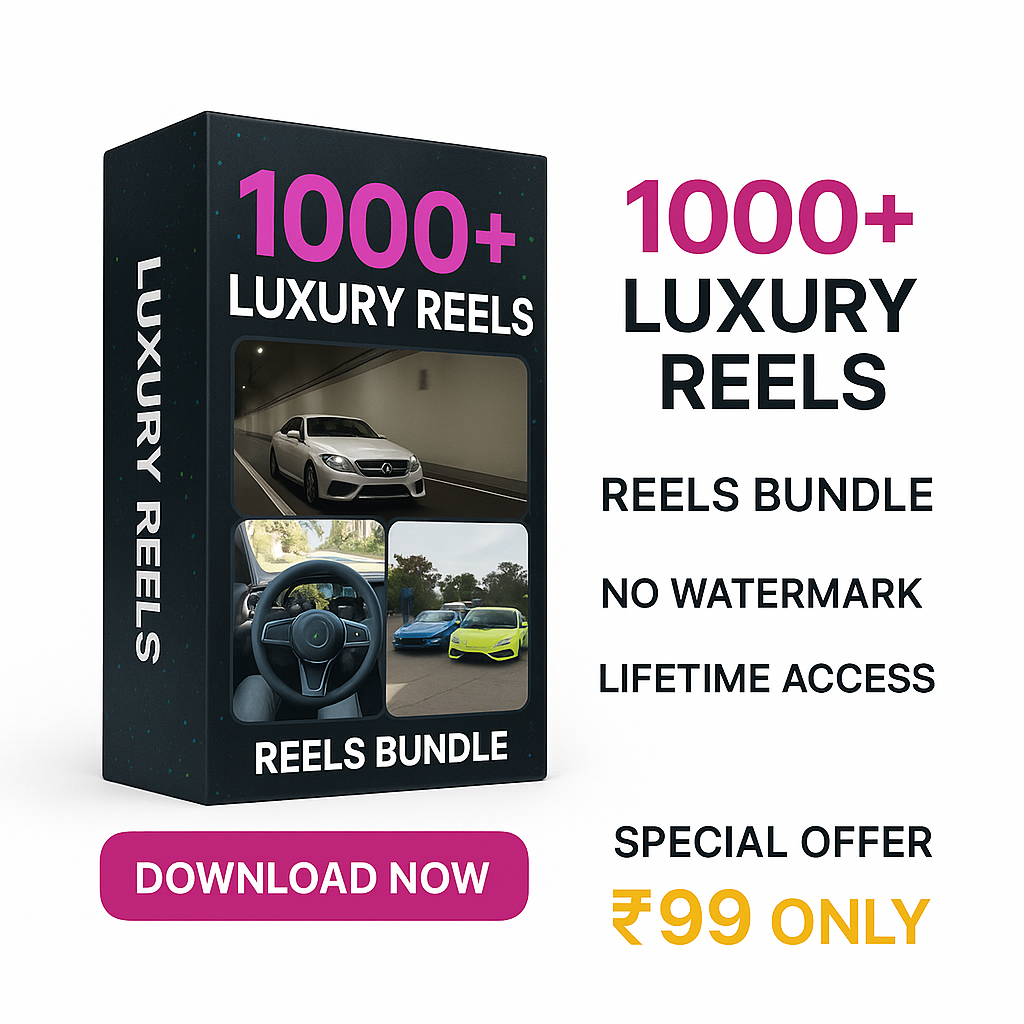 1000+
LUXURY REELS
LUXURY REELS
REELS BUNDLE
DOWNLOAD NOW
1000+
LUXURY
REELS
REELS BUNDLE
NO WATERMARK
LIFETIME ACCESS
SPECIAL OFFER
₹99 ONLY